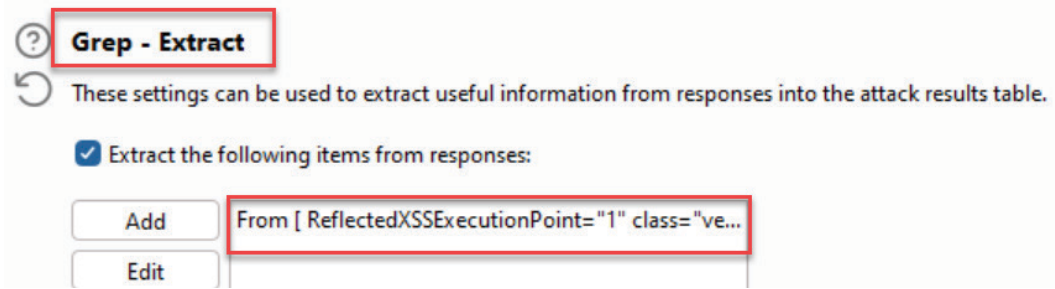 Grep - Extract
These settings can be used to extract useful information from responses into the attack results table.
Extract the following items from responses:
Add
From [ ReflectedXSSExecutionPoint="1" class="ve...
Edit